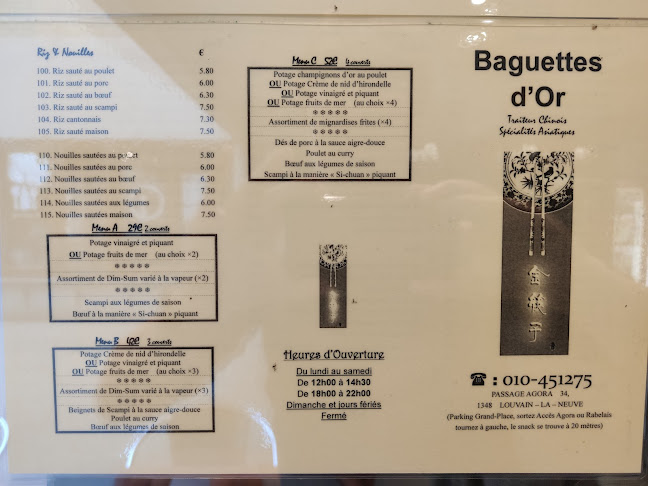 Riz & Nouilles €
100. Riz sauté au poulet 5.80
101. Riz sauté au porc 6.00
102. Riz sauté au bœuf 6.30
103. Riz sauté au scampi 7.50
104. Riz cantonnais 7.30
105. Riz sauté maison 7.50
110. Nouilles sautées au poulet 5.80
111. Nouilles sautées au porc 6.00
112. Nouilles sautées au bœuf 6.30
113. Nouilles sautées au scampi 7.50
114. Nouilles sautées aux légumes 6.00
115. Nouilles sautées maison 7.50
Menu A 29€ 2 couverts
Potage vinaigré et piquant
OU Potage fruits de mer (au choix ×2)
*****
Assortiment de Dim-Sum varié à la vapeur (×2)
*****
Scampi aux légumes de saison
Bœuf à la manière « Si-chuan » piquant
Menu B 42€ 3 couverts
Potage Crème de nid d'hirondelle
OU Potage vinaigré et piquant
OU Potage fruits de mer (au choix ×3)
*****
Assortiment de Dim-Sum varié à la vapeur (×3)
*****
Beignets de Scampi à la sauce aigre-douce
Poulet au curry
Bœuf aux légumes de saison
Menu C 52€ 4 couverts
Potage champignons d'or au poulet
OU Potage Crème de nid d'hirondelle
OU Potage vinaigré et piquant
OU Potage fruits de mer (au choix ×4)
*****
Assortiment de mignardises frites (×4)
*****
Dés de porc à la sauce aigre-douce
Poulet au curry
Bœuf aux légumes de saison
Scampi à la manière « Si-chuan » piquant
Heures d'Ouverture
Du lundi au samedi
De 12h00 à 14h30
De 18h00 à 22h00
Dimanche et jours fériés
Fermé
Baguettes
d'Or
Traiteur Chinois
Spécialités Asiatiques
金筷子
☎ : 010-451275
PASSAGE AGORA 34,
1348 LOUVAIN – LA – NEUVE
(Parking Grand-Place, sortez Accès Agora ou Rabelais
tournez à gauche, le snack se trouve à 20 mètres)